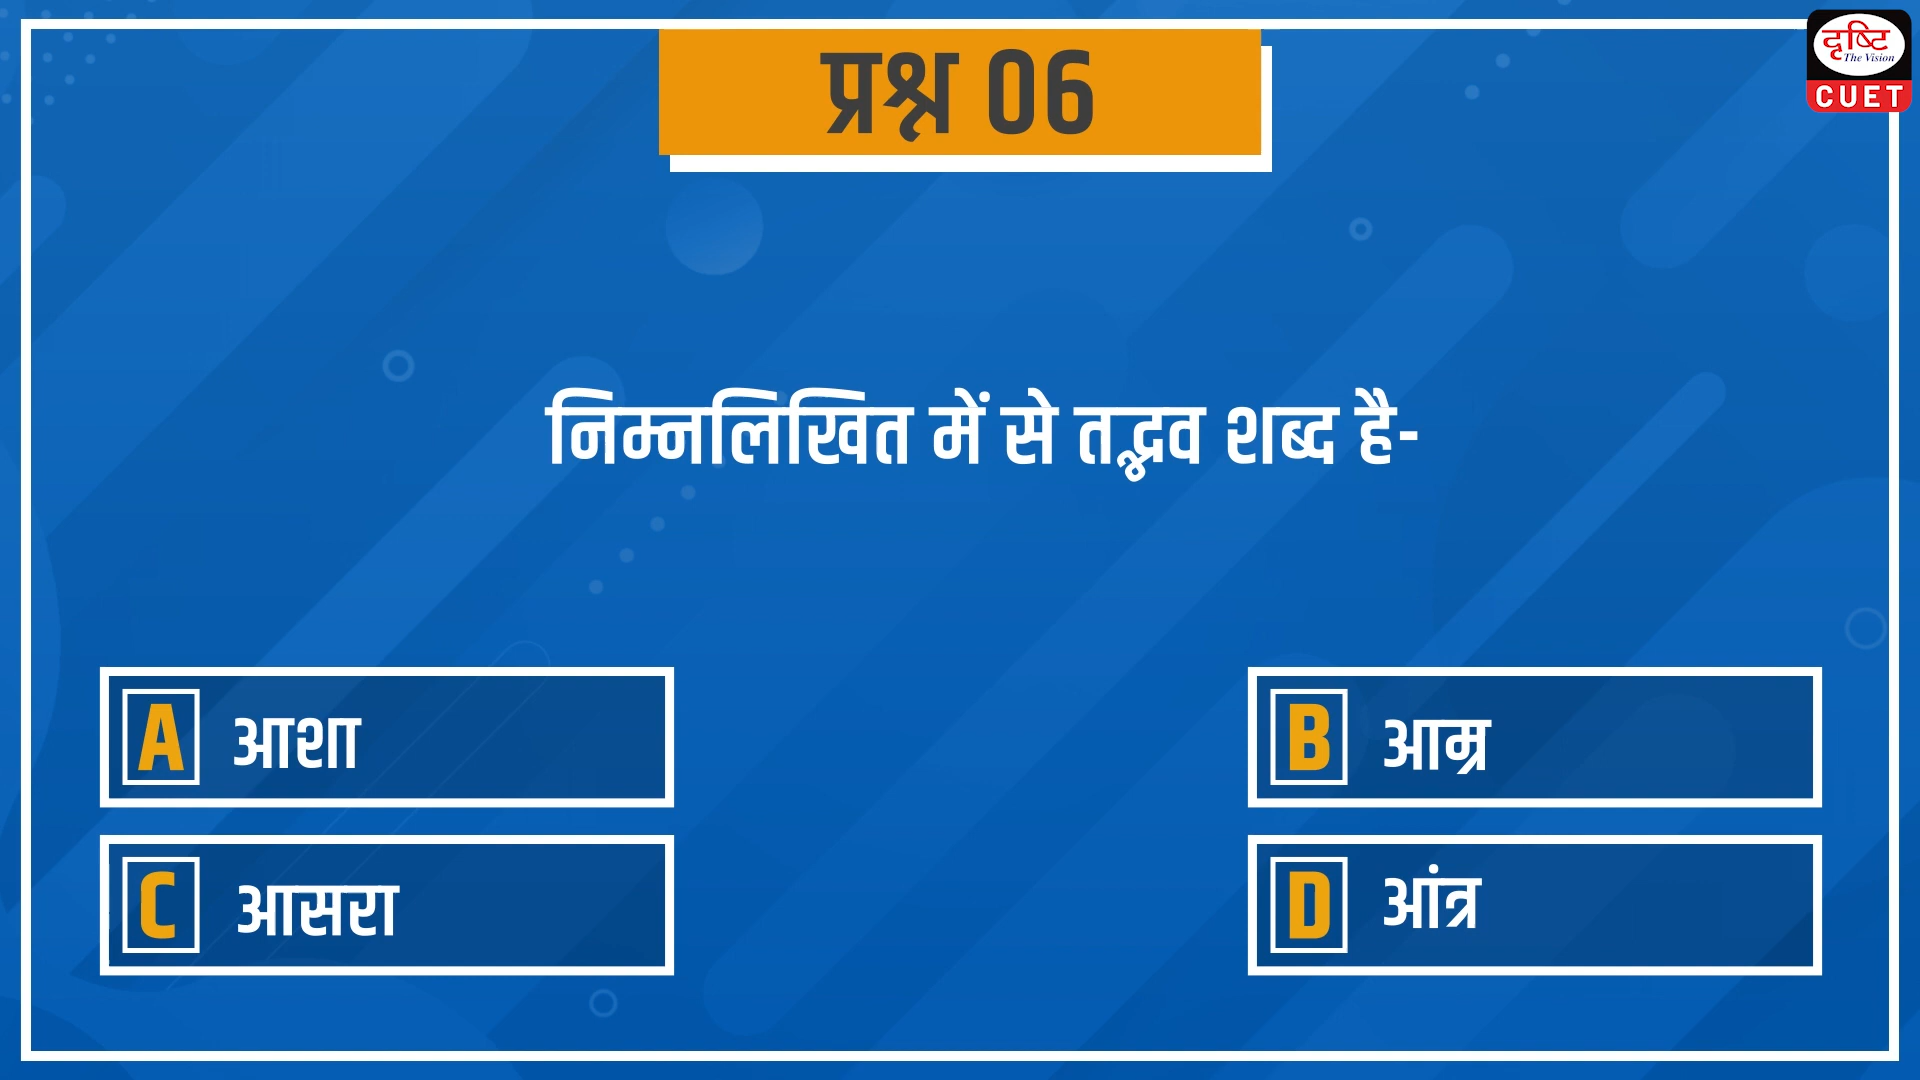 दृष्टि
The Vision
CUET
प्रश्न 06
निम्नलिखित में से तद्भव शब्द है-
A आशा
B आम्र
C आसरा
D आंत्र